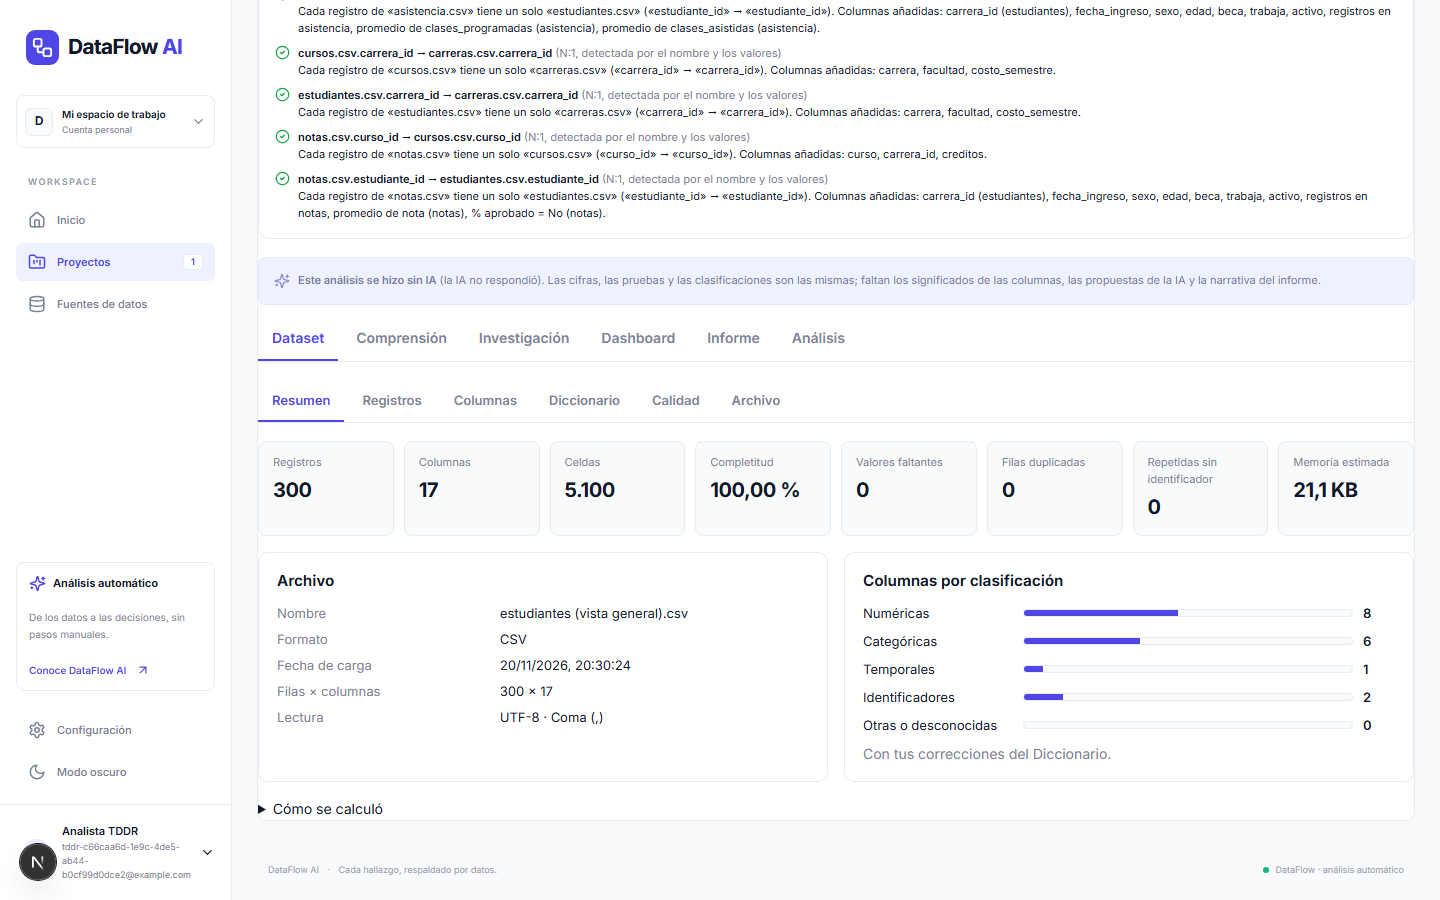 DataFlow AI
D
Mi espacio de trabajo
Cuenta personal
WORKSPACE
Inicio
Proyectos
1
Fuentes de datos
Análisis automático
De los datos a las decisiones, sin
pasos manuales.
Conoce DataFlow AI
Configuración
Modo oscuro
N
Analista TDDR
tddr-c66caa6d-1e9c-4de5-
ab44-
b0cf99d0dce2@example.com
Cada registro de «asistencia.csv» tiene un solo «estudiantes.csv» («estudiante_id» → «estudiante_id»). Columnas añadidas: carrera_id (estudiantes), fecha_ingreso, sexo, edad, beca, trabaja, activo, registros en
asistencia, promedio de clases_programadas (asistencia), promedio de clases_asistidas (asistencia).
cursos.csv.carrera_id → carreras.csv.carrera_id (N:1, detectada por el nombre y los valores)
Cada registro de «cursos.csv» tiene un solo «carreras.csv» («carrera_id» → «carrera_id»). Columnas añadidas: carrera, facultad, costo_semestre.
estudiantes.csv.carrera_id → carreras.csv.carrera_id (N:1, detectada por el nombre y los valores)
Cada registro de «estudiantes.csv» tiene un solo «carreras.csv» («carrera_id» → «carrera_id»). Columnas añadidas: carrera, facultad, costo_semestre.
notas.csv.curso_id → cursos.csv.curso_id (N:1, detectada por el nombre y los valores)
Cada registro de «notas.csv» tiene un solo «cursos.csv» («curso_id» → «curso_id»). Columnas añadidas: curso, carrera_id, creditos.
notas.csv.estudiante_id → estudiantes.csv.estudiante_id (N:1, detectada por el nombre y los valores)
Cada registro de «notas.csv» tiene un solo «estudiantes.csv» («estudiante_id» → «estudiante_id»). Columnas añadidas: carrera_id (estudiantes), fecha_ingreso, sexo, edad, beca, trabaja, activo, registros en
notas, promedio de nota (notas), % aprobado = No (notas).
Este análisis se hizo sin IA (la IA no respondió). Las cifras, las pruebas y las clasificaciones son las mismas; faltan los significados de las columnas, las propuestas de la IA y la narrativa del informe.
Dataset Comprensión Investigación Dashboard Informe Análisis
Resumen Registros Columnas Diccionario Calidad Archivo
Registros
300
Columnas
17
Celdas
5.100
Completitud
100,00 %
Valores faltantes
0
Filas duplicadas
0
Repetidas sin
identificador
0
Memoria estimada
21,1 KB
Archivo
Nombre estudiantes (vista general).csv
Formato CSV
Fecha de carga 20/11/2026, 20:30:24
Filas × columnas 300 × 17
Lectura UTF-8 · Coma (,)
Columnas por clasificación
Numéricas 8
Categóricas 6
Temporales 1
Identificadores 2
Otras o desconocidas 0
Con tus correcciones del Diccionario.
Cómo se calculó
DataFlow AI · Cada hallazgo, respaldado por datos.
DataFlow · análisis automático